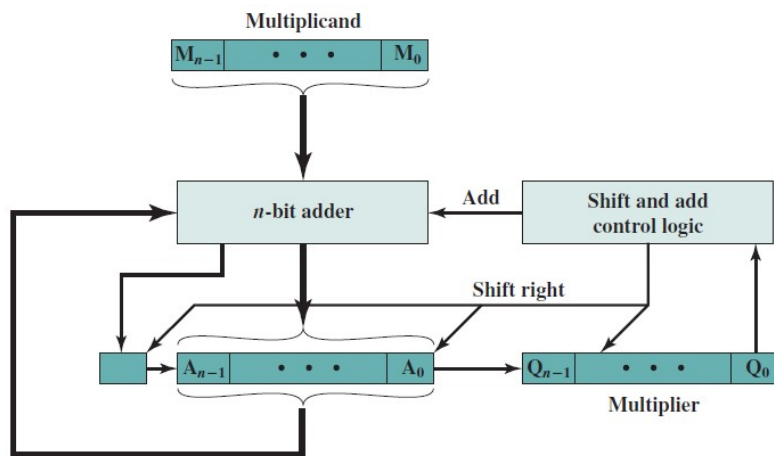 Multiplicand
Mn−1 • • • M0
n-bit adder
Add
Shift and add
control logic
Shift right
An−1 • • • A0
Qn−1 • • • Q0
Multiplier